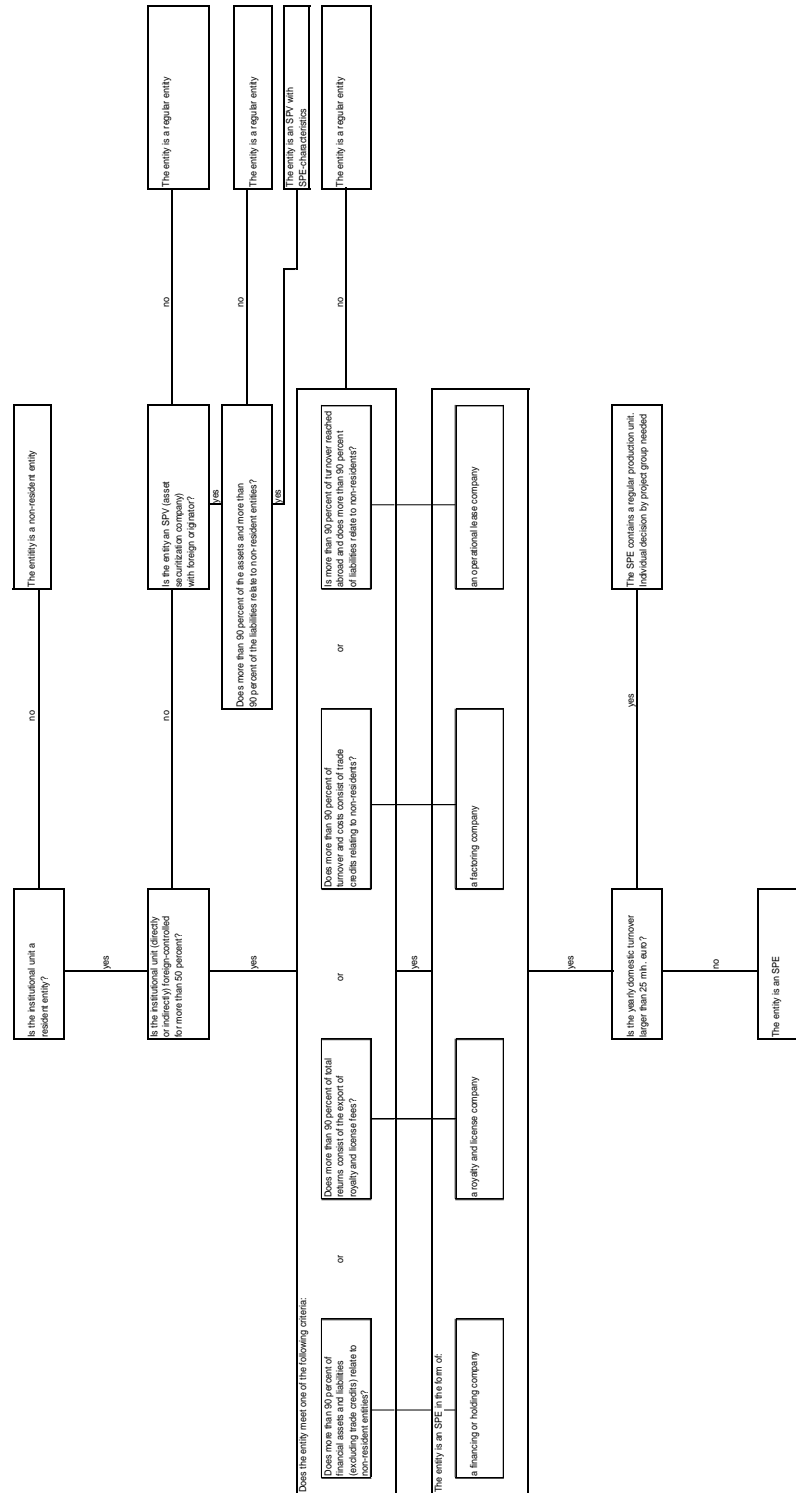 Is the institutional unit a
resident entity?
no
The entitity is a non-resident entity
yes
Is the institutional unit (directly
or indirectly) foreign-controlled
for more than 50 percent?
no
Is the entity an SPV (asset
securitization company)
with foreign originator?
no
The entity is a regular entity
yes
yes
Does more than 90 percent of the assets and more than
90 percent of the liabilities relate to non-resident entities?
no
The entity is a regular entity
yes
The entity is an SPV with
SPE-characteristics
Does the entity meet one of the following criteria:
Does more than 90 percent of
financial assets and liabilities
(excluding trade credits) relate to
non-resident entities?
or
Does more than 90 percent of total
returns consist of the export of
royalty and license fees?
or
Does more than 90 percent of
turnover and costs consist of trade
credits relating to non-residents?
or
Is more than 90 percent of turnover reached
abroad and does more than 90 percent
of liabilities relate to non-residents?
no
The entity is a regular entity
yes
The entity is an SPE in the form of:
a financing or holding company
a royalty and license company
a factoring company
an operational lease company
yes
Is the yearly domestic turnover
larger than 25 mln. euro?
yes
The SPE contains a regular production unit.
Individual decision by project group needed
no
The entity is an SPE